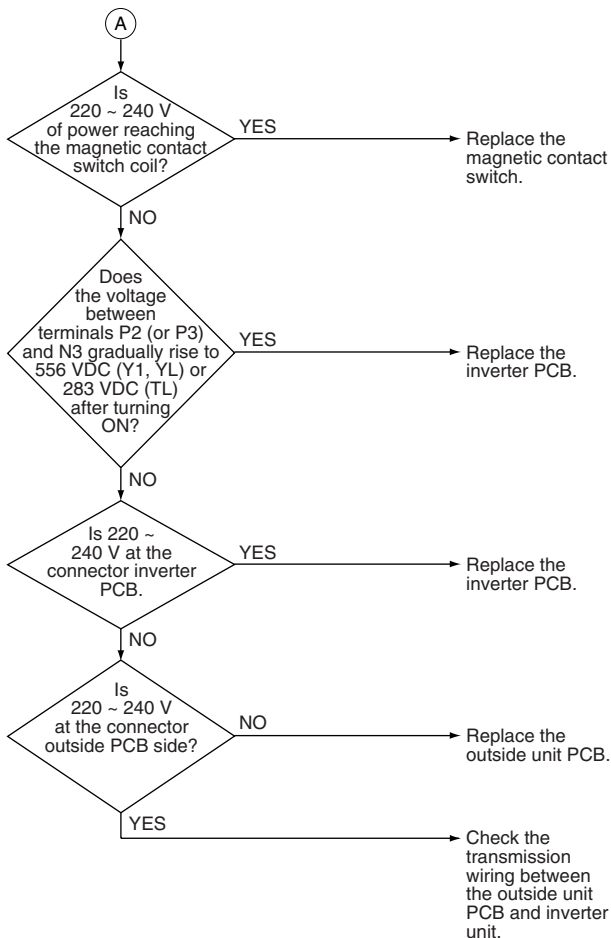 A
Is
220 ~ 240 V
of power reaching
the magnetic contact
switch coil?
YES
Replace the
magnetic contact
switch.
NO
Does
the voltage
between
terminals P2 (or P3)
and N3 gradually rise to
556 VDC (Y1, YL) or
283 VDC (TL)
after turning
ON?
YES
Replace the
inverter PCB.
NO
Is 220 ~
240 V at the
connector inverter
PCB.
YES
Replace the
inverter PCB.
NO
Is
220 ~ 240 V
at the connector
outside PCB side?
NO
Replace the
outside unit PCB.
YES
Check the
transmission
wiring between
the outside unit
PCB and inverter
unit.